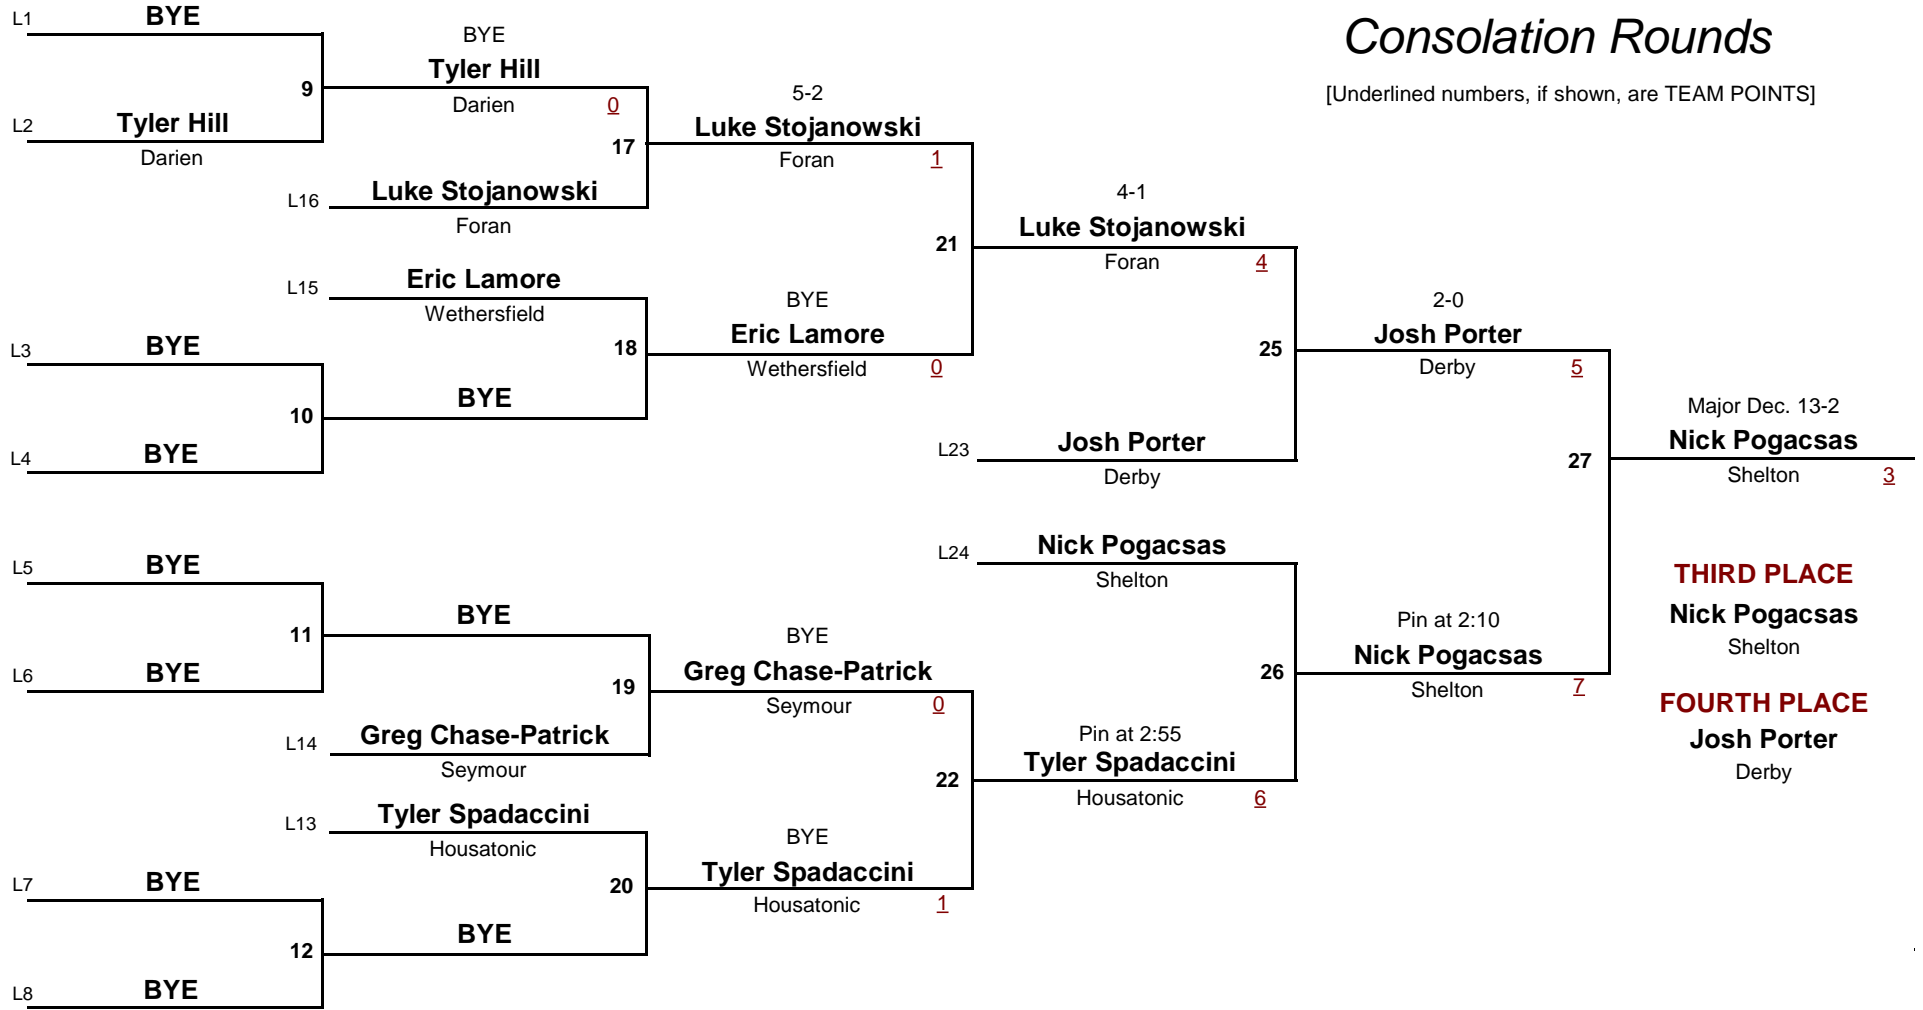 Consolation Rounds
[Underlined numbers, if shown, are TEAM POINTS]
L1 BYE
9
L2 Tyler Hill
Darien
BYE
Tyler Hill
Darien 0
17
L16 Luke Stojanowski
Foran
5-2
Luke Stojanowski
Foran 1
21
L15 Eric Lamore
Wethersfield
18
L3 BYE
10
L4 BYE
BYE
BYE
Eric Lamore
Wethersfield 0
4-1
Luke Stojanowski
Foran 4
25
L23 Josh Porter
Derby
2-0
Josh Porter
Derby 5
27
Major Dec. 13-2
Nick Pogacsas
Shelton 3
L5 BYE
11
L6 BYE
BYE
19
L14 Greg Chase-Patrick
Seymour
BYE
Greg Chase-Patrick
Seymour 0
22
L13 Tyler Spadaccini
Housatonic
20
L7 BYE
12
L8 BYE
BYE
BYE
Tyler Spadaccini
Housatonic 1
L24 Nick Pogacsas
Shelton
26
Pin at 2:55
Tyler Spadaccini
Housatonic 6
Pin at 2:10
Nick Pogacsas
Shelton 7
THIRD PLACE
Nick Pogacsas
Shelton
FOURTH PLACE
Josh Porter
Derby